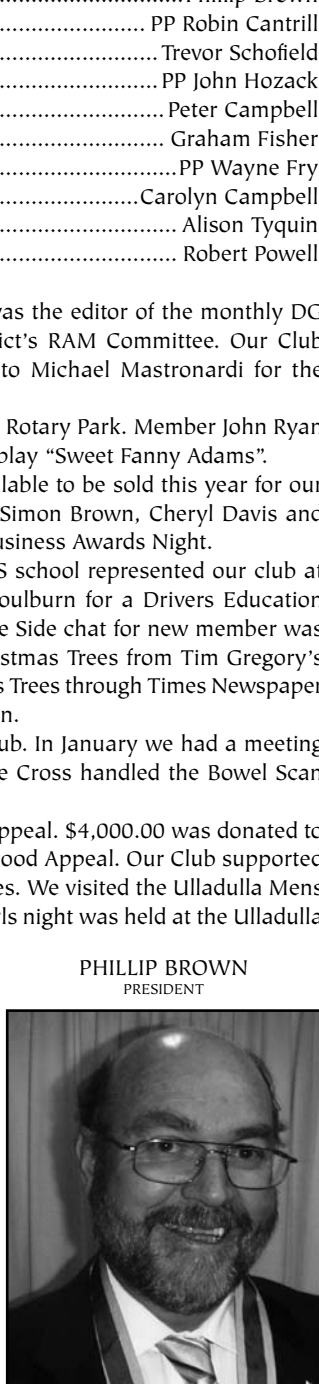 PP Robin Cantrill
Trevor Schofield
PP John Hozack
Peter Campbell
Graham Fisher
PP Wayne Fry
Carolyn Campbell
Alison Tyquin
Robert Powell
was the editor of the monthly DG
ict’s RAM Committee. Our Club
to Michael Mastronardi for the
Rotary Park. Member John Ryan
play “Sweet Fanny Adams”.
lable to be sold this year for our
Simon Brown, Cheryl Davis and
usiness Awards Night.
S school represented our club at
oulburn for a Drivers Education
e Side chat for new member was
stmas Trees from Tim Gregory’s
s Trees through Times Newspaper
n.
ub. In January we had a meeting
e Cross handled the Bowel Scan
ppeal. $4,000.00 was donated to
ood Appeal. Our Club supported
es. We visited the Ulladulla Mens
ls night was held at the Ulladulla
PHILLIP BROWN
PRESIDENT